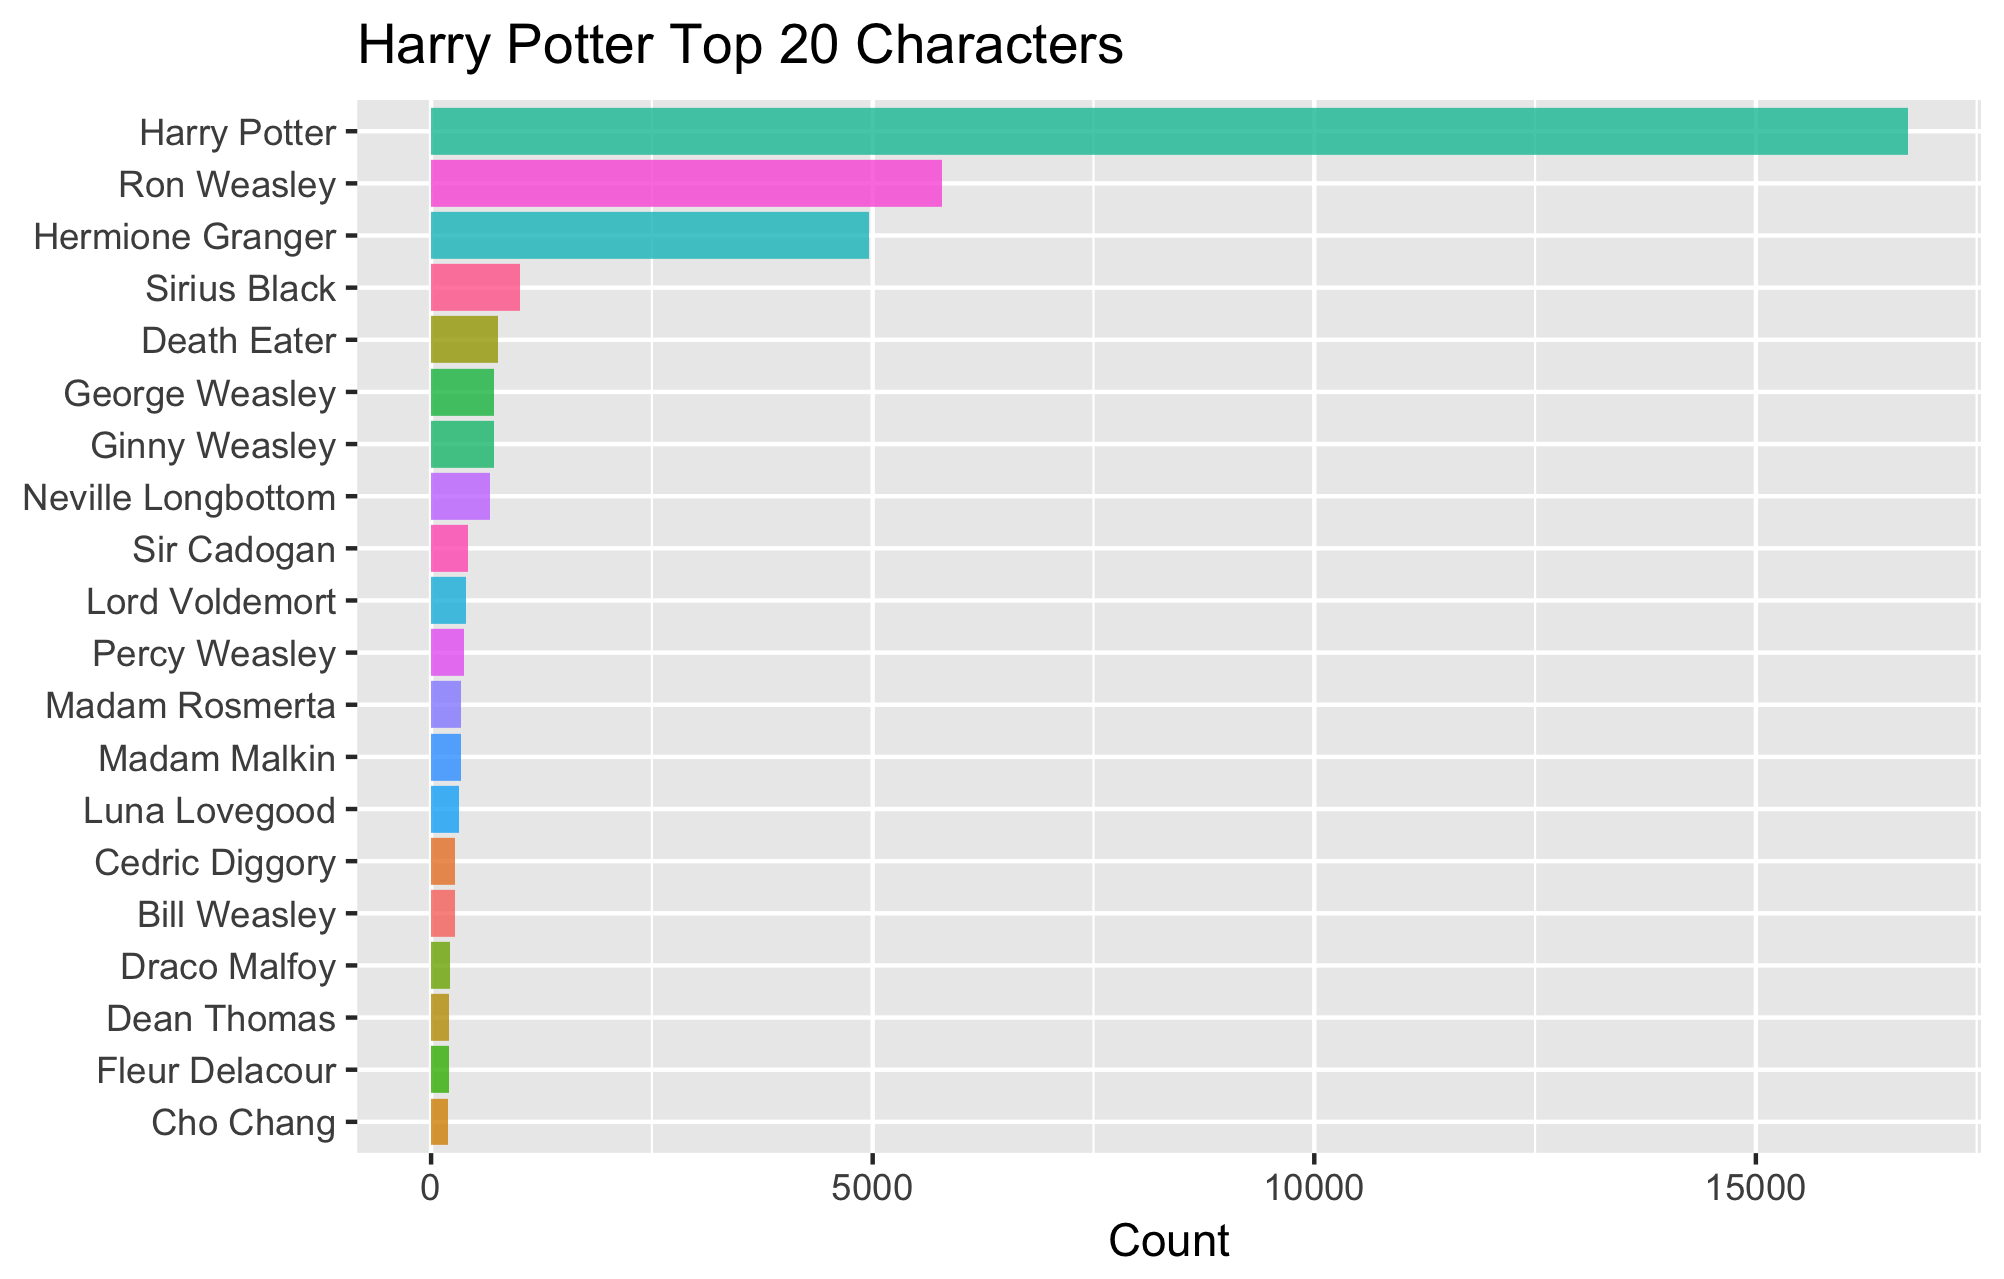 Harry Potter Top 20 Characters
Harry Potter
Ron Weasley
Hermione Granger
Sirius Black
Death Eater
George Weasley
Ginny Weasley
Neville Longbottom
Sir Cadogan
Lord Voldemort
Percy Weasley
Madam Rosmerta
Madam Malkin
Luna Lovegood
Cedric Diggory
Bill Weasley
Draco Malfoy
Dean Thomas
Fleur Delacour
Cho Chang
0 5000 10000 15000
Count